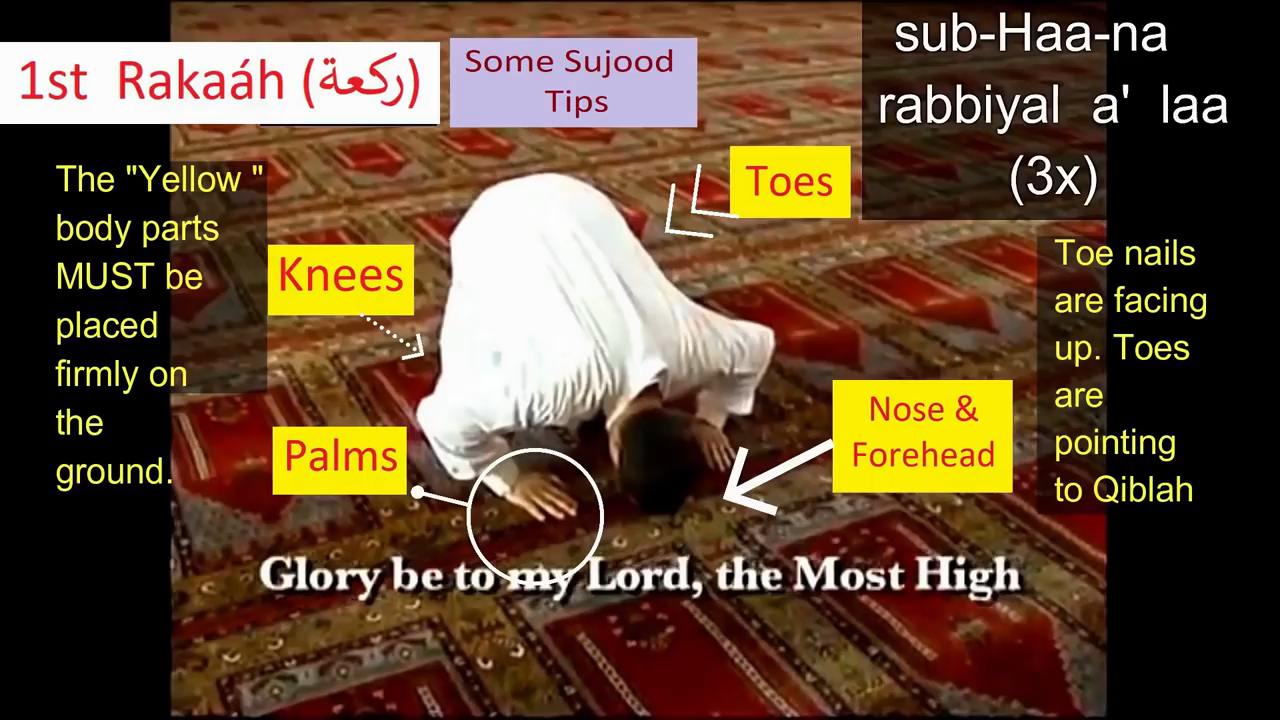 1st Rakaáh (ركعة)
Some Sujood
Tips
sub-Haa-na
rabbiyal a' laa
(3x)
The "Yellow "
body parts
MUST be
placed
firmly on
the
ground.
Knees
Palms
Toes
Nose &
Forehead
Toe nails
are facing
up. Toes
are
pointing
to Qiblah
Glory be to my Lord, the Most High